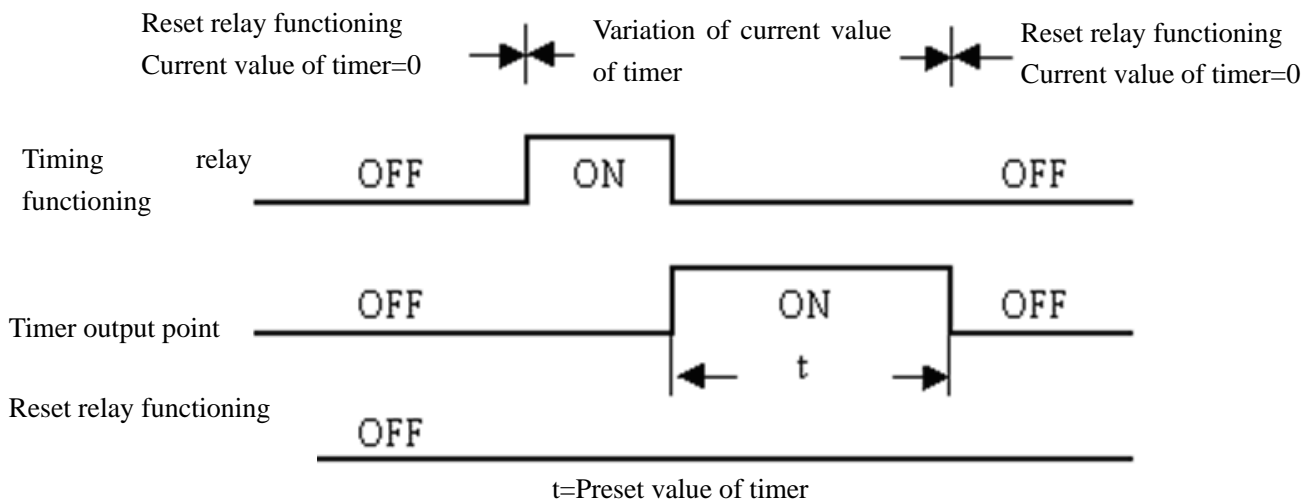 Reset relay functioning
Current value of timer=0
Variation of current value
of timer
Reset relay functioning
Current value of timer=0
Timing relay
functioning
OFF
ON
OFF
Timer output point
OFF
ON
OFF
t
Reset relay functioning
OFF
t=Preset value of timer